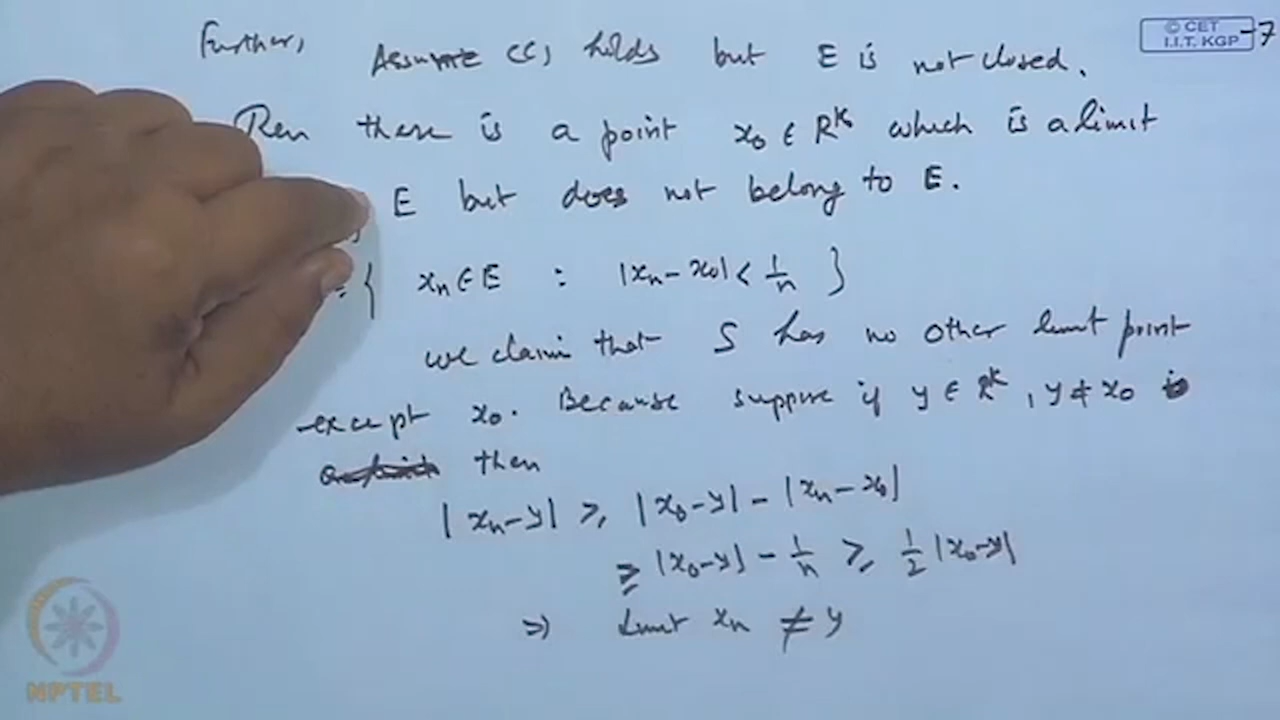 © CET
I.I.T. KGP
-7
Further, Assume (C) holds but E is not closed.
Then there is a point x₀ ∈ Rᵏ which is a limit
E but does not belong to E.
= { xₙ ∈ E : |xₙ - x₀| < 1/n }
we claim that S has no other limit point
except x₀. Because suppose if y ∈ Rᵏ, y ≠ x₀ is
then
|xₙ-y| ≥, |x₀-y| - |xₙ-x₀|
≥ |x₀-y| - 1/n ≥, 1/2 |x₀-y|
⇒ Limit xₙ ≠ y
NPTEL